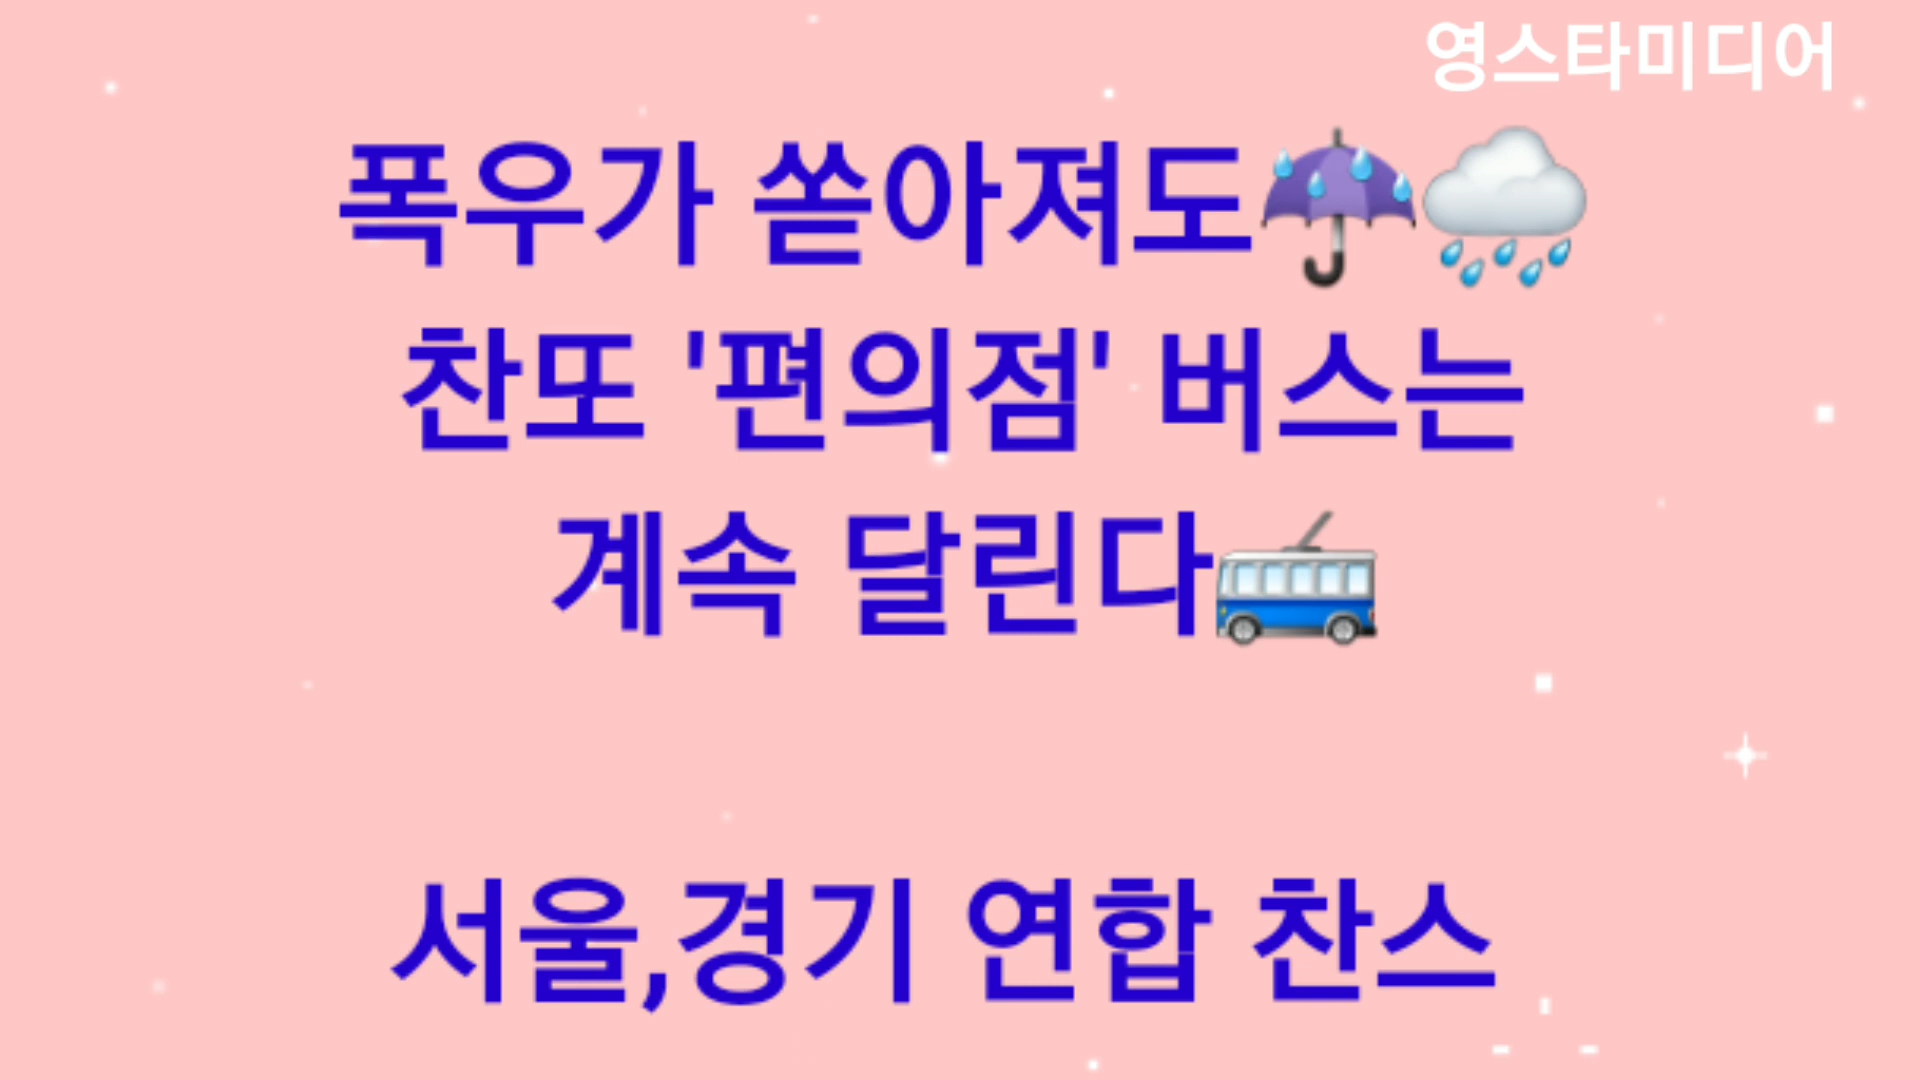 영스타미디어
폭우가 쏟아져도☔🌧
찬또 '편의점' 버스는
계속 달린다🚎
서울,경기 연합 찬스